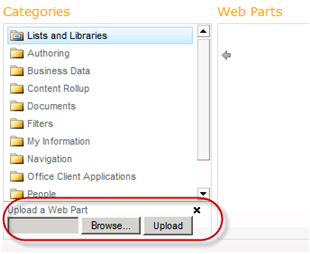 Categories
Web Parts
Lists and Libraries
Authoring
Business Data
Content Rollup
Documents
Filters
My Information
Navigation
Office Client Applications
People
Upload a Web Part
Browse...
Upload